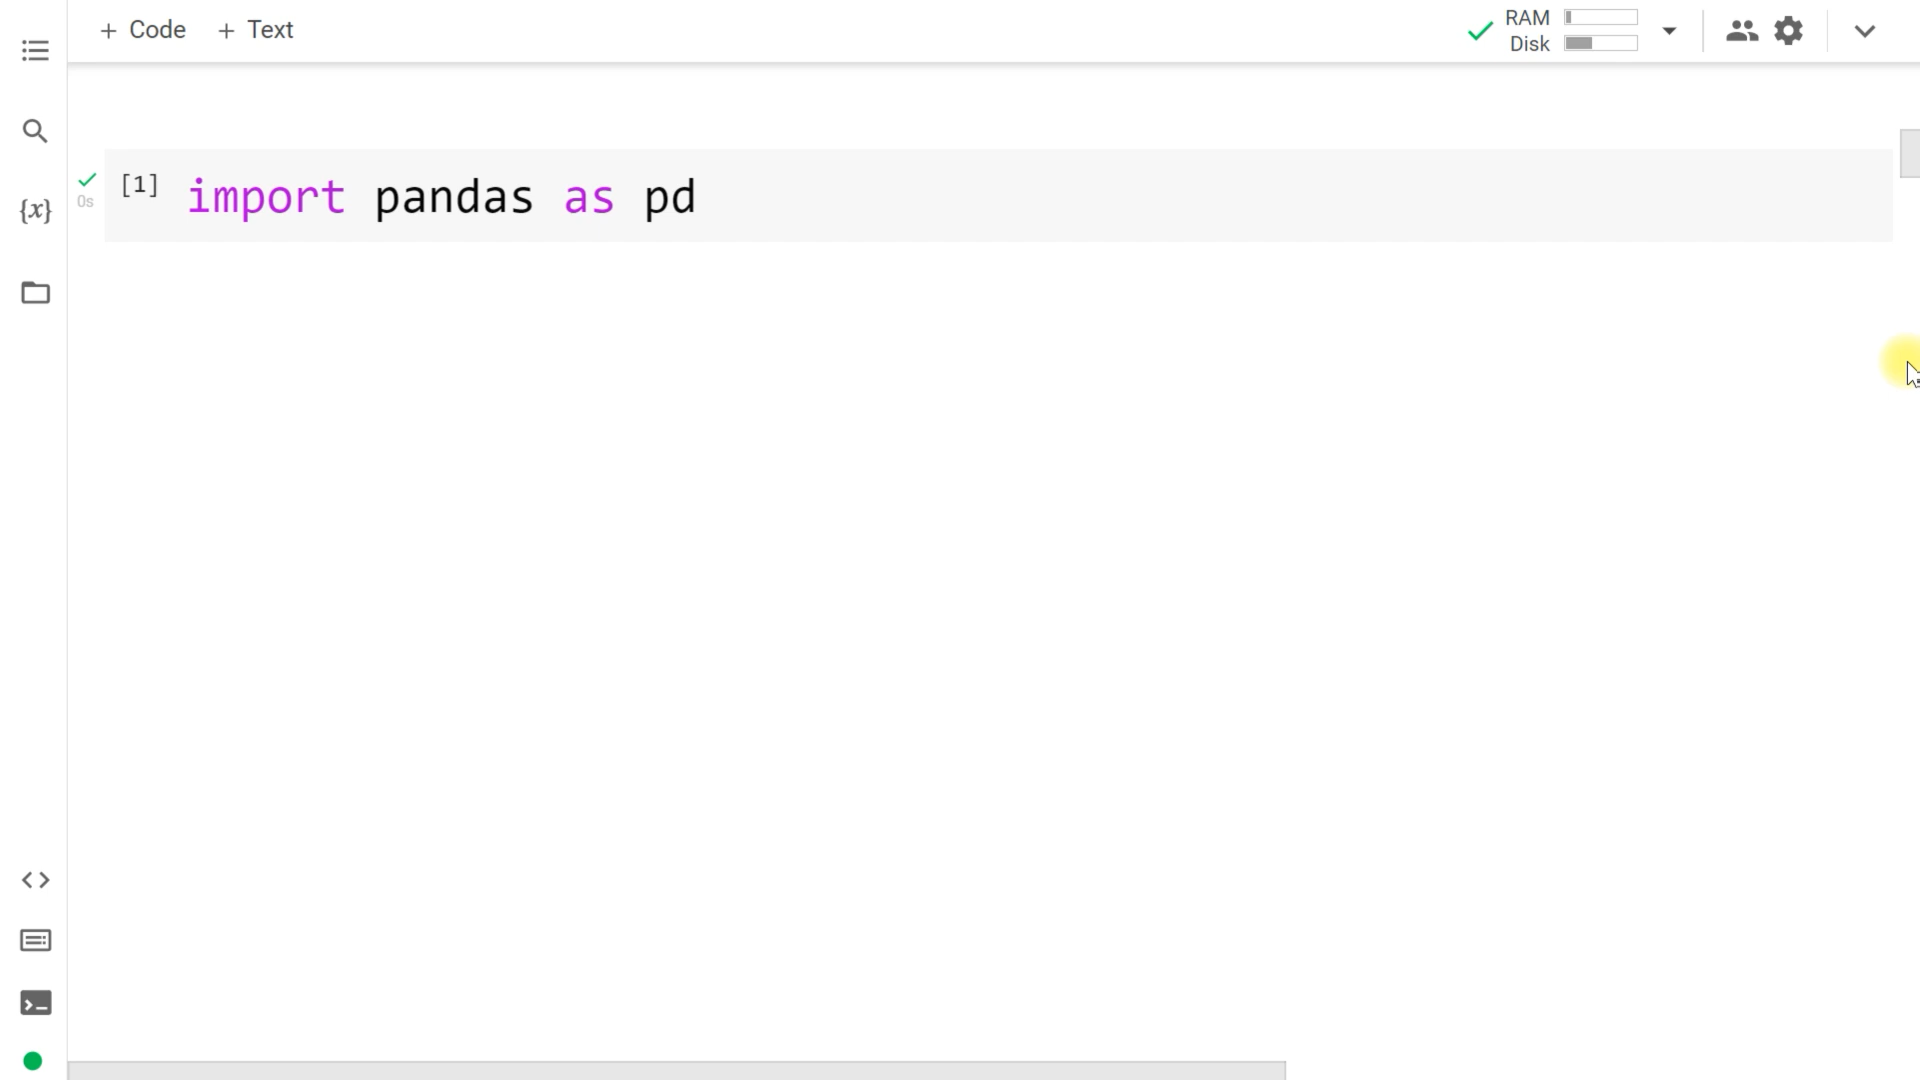 + Code + Text
RAM
Disk
{x}
[1] import pandas as pd
0s